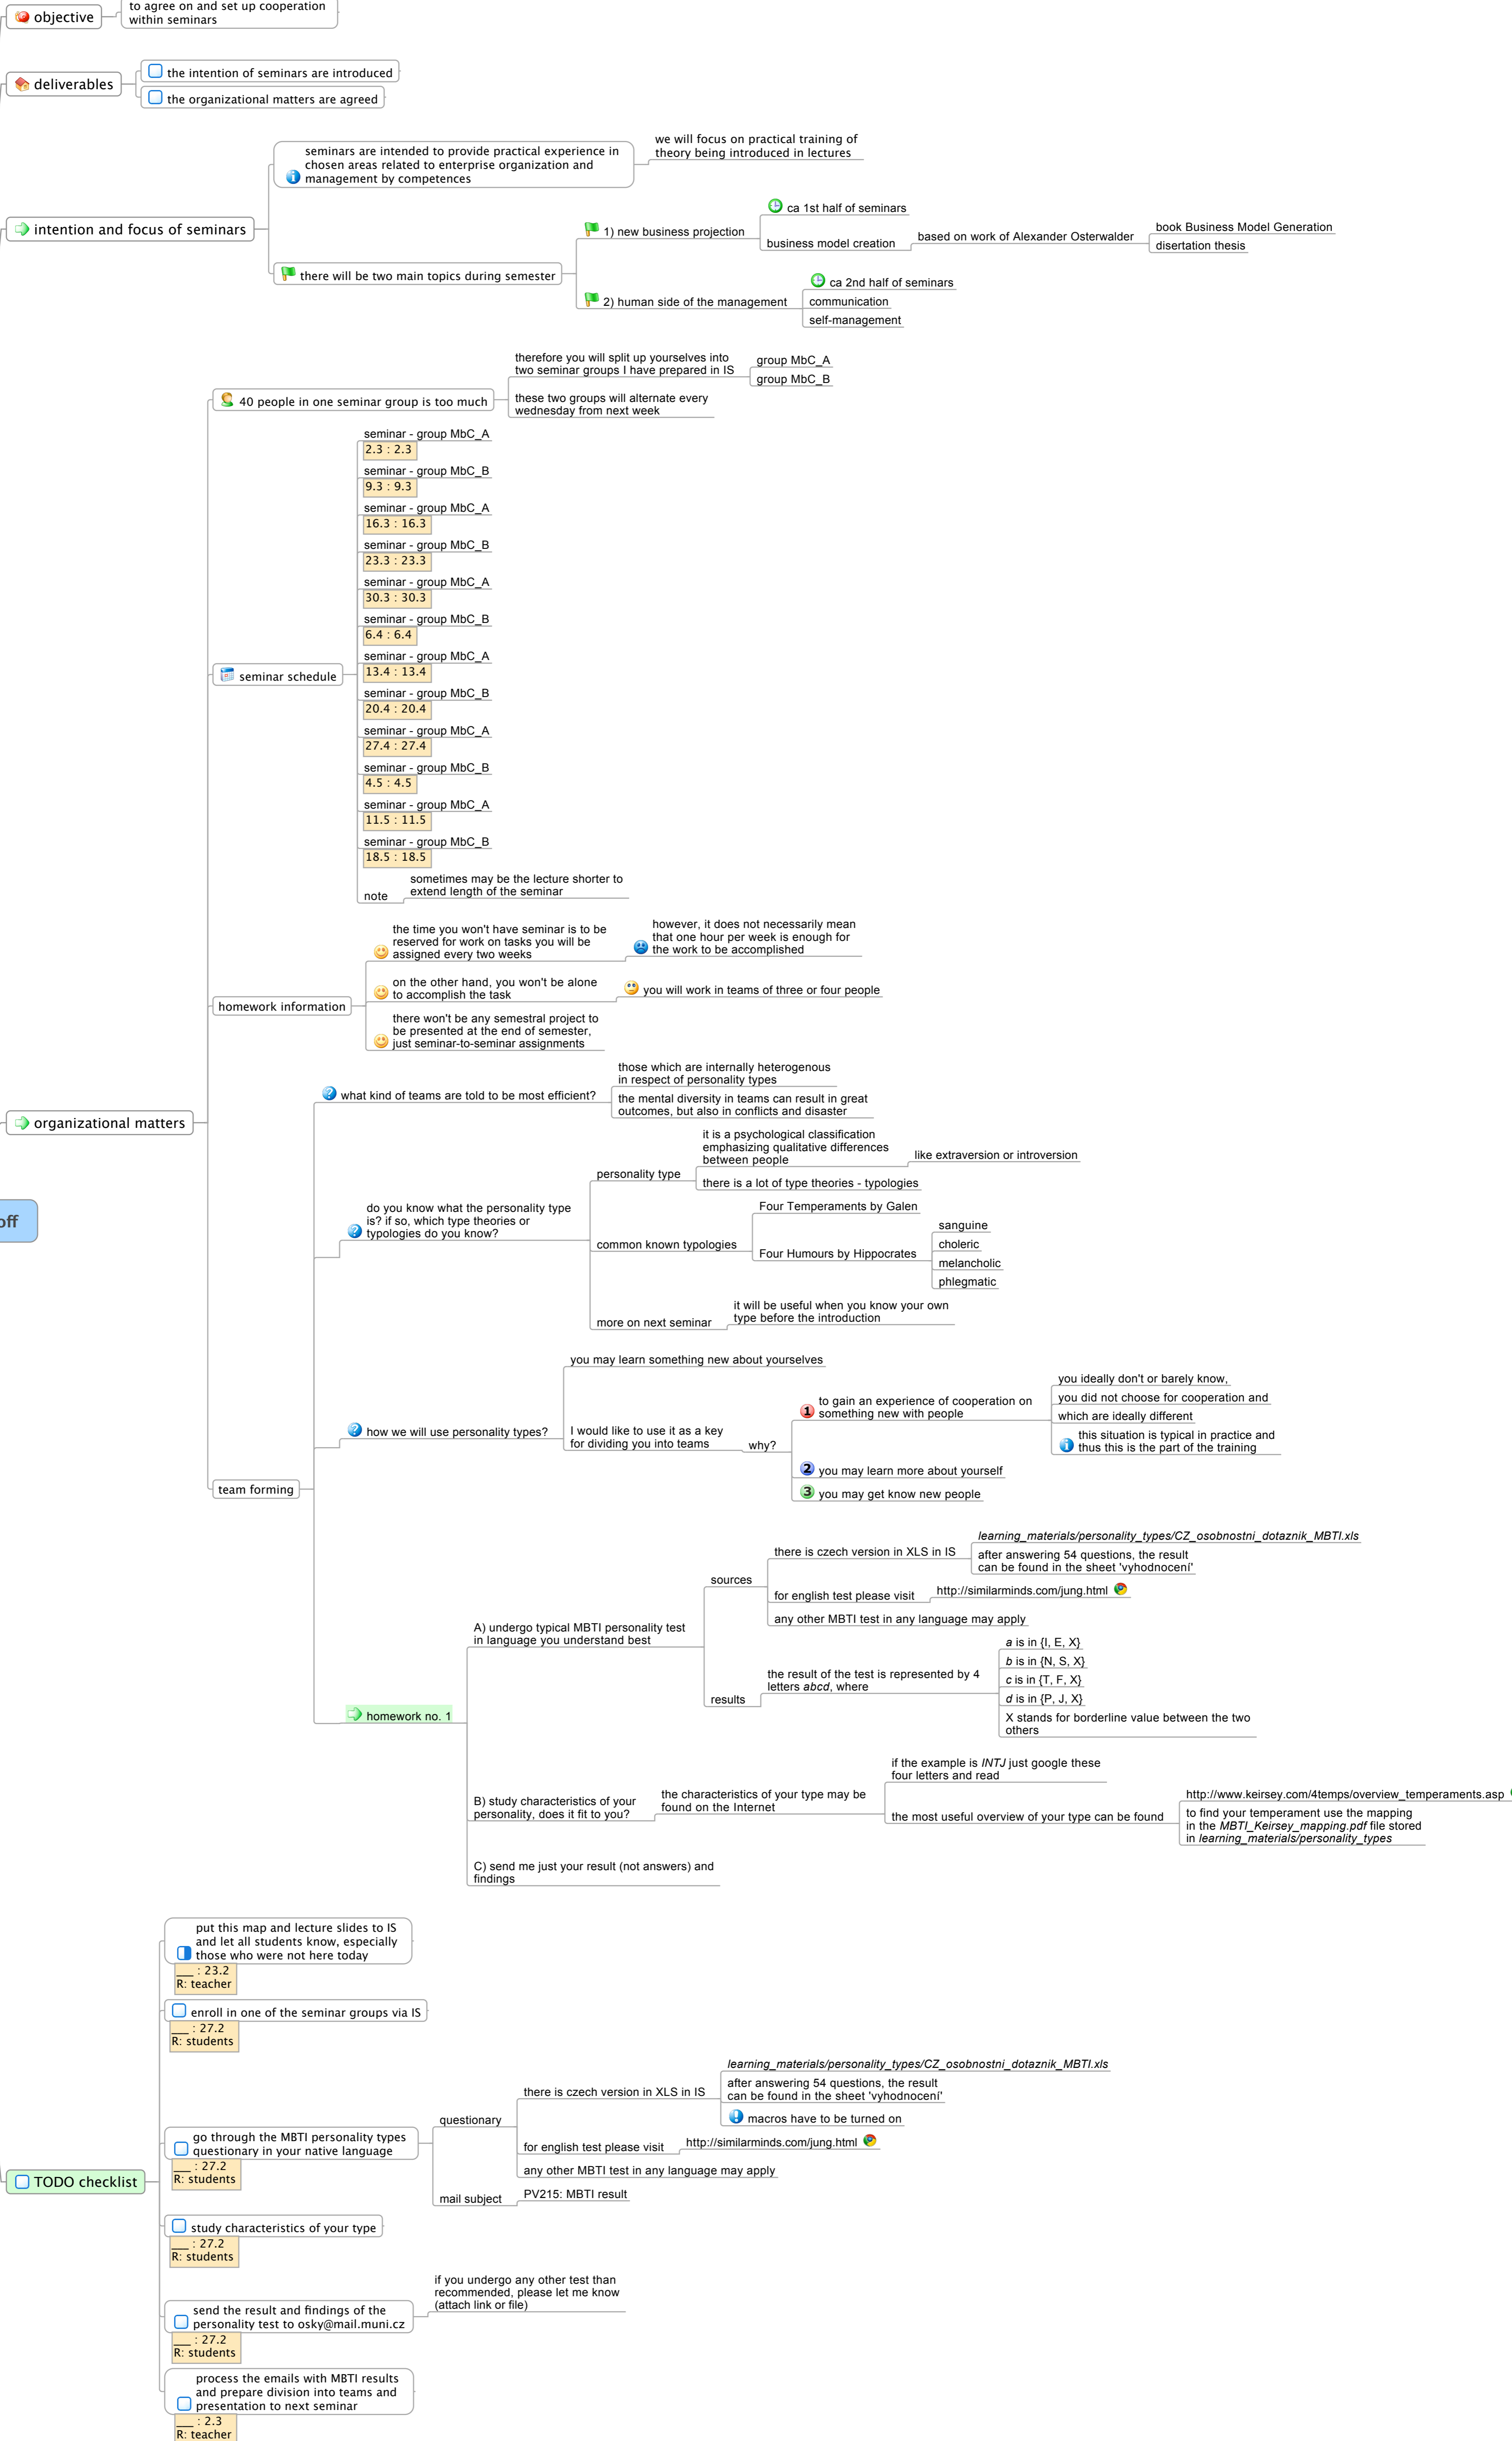 objective
to agree on and set up cooperation
within seminars
deliverables
the intention of seminars are introduced
the organizational matters are agreed
intention and focus of seminars
seminars are intended to provide practical experience in
chosen areas related to enterprise organization and
management by competences
we will focus on practical training of
theory being introduced in lectures
there will be two main topics during semester
1) new business projection
ca 1st half of seminars
business model creation
based on work of Alexander Osterwalder
book Business Model Generation
disertation thesis
2) human side of the management
ca 2nd half of seminars
communication
self-management
organizational matters
40 people in one seminar group is too much
therefore you will split up yourselves into
two seminar groups I have prepared in IS
group MbC_A
group MbC_B
these two groups will alternate every
wednesday from next week
seminar schedule
seminar - group MbC_A
2.3 : 2.3
seminar - group MbC_B
9.3 : 9.3
seminar - group MbC_A
16.3 : 16.3
seminar - group MbC_B
23.3 : 23.3
seminar - group MbC_A
30.3 : 30.3
seminar - group MbC_B
6.4 : 6.4
seminar - group MbC_A
13.4 : 13.4
seminar - group MbC_B
20.4 : 20.4
seminar - group MbC_A
27.4 : 27.4
seminar - group MbC_B
4.5 : 4.5
seminar - group MbC_A
11.5 : 11.5
seminar - group MbC_B
18.5 : 18.5
note
sometimes may be the lecture shorter to
extend length of the seminar
homework information
the time you won't have seminar is to be
reserved for work on tasks you will be
assigned every two weeks
however, it does not necessarily mean
that one hour per week is enough for
the work to be accomplished
on the other hand, you won't be alone
to accomplish the task
you will work in teams of three or four people
there won't be any semestral project to
be presented at the end of semester,
just seminar-to-seminar assignments
team forming
what kind of teams are told to be most efficient?
those which are internally heterogenous
in respect of personality types
the mental diversity in teams can result in great
outcomes, but also in conflicts and disaster
do you know what the personality type
is? if so, which type theories or
typologies do you know?
personality type
it is a psychological classification
emphasizing qualitative differences
between people
like extraversion or introversion
there is a lot of type theories - typologies
common known typologies
Four Temperaments by Galen
Four Humours by Hippocrates
sanguine
choleric
melancholic
phlegmatic
more on next seminar
it will be useful when you know your own
type before the introduction
off
how we will use personality types?
you may learn something new about yourselves
I would like to use it as a key
for dividing you into teams
why?
1
to gain an experience of cooperation on
something new with people
you ideally don't or barely know,
you did not choose for cooperation and
which are ideally different
this situation is typical in practice and
thus this is the part of the training
2
you may learn more about yourself
3
you may get know new people
homework no. 1
A) undergo typical MBTI personality test
in language you understand best
sources
there is czech version in XLS in IS
learning_materials/personality_types/CZ_osobnostni_dotaznik_MBTI.xls
after answering 54 questions, the result
can be found in the sheet 'vyhodnocení'
for english test please visit
http://similarminds.com/jung.html
any other MBTI test in any language may apply
results
the result of the test is represented by 4
letters abcd, where
a is in {I, E, X}
b is in {N, S, X}
c is in {T, F, X}
d is in {P, J, X}
X stands for borderline value between the two
others
B) study characteristics of your
personality, does it fit to you?
the characteristics of your type may be
found on the Internet
if the example is INTJ just google these
four letters and read
the most useful overview of your type can be found
http://www.keirsey.com/4temps/overview_temperaments.asp
to find your temperament use the mapping
in the MBTI_Keirsey_mapping.pdf file stored
in learning_materials/personality_types
C) send me just your result (not answers) and
findings
TODO checklist
put this map and lecture slides to IS
and let all students know, especially
those who were not here today
___ : 23.2
R: teacher
enroll in one of the seminar groups via IS
___ : 27.2
R: students
go through the MBTI personality types
questionary in your native language
___ : 27.2
R: students
questionary
there is czech version in XLS in IS
learning_materials/personality_types/CZ_osobnostni_dotaznik_MBTI.xls
after answering 54 questions, the result
can be found in the sheet 'vyhodnocení'
macros have to be turned on
for english test please visit
http://similarminds.com/jung.html
any other MBTI test in any language may apply
mail subject
PV215: MBTI result
study characteristics of your type
___ : 27.2
R: students
send the result and findings of the
personality test to osky@mail.muni.cz
___ : 27.2
R: students
if you undergo any other test than
recommended, please let me know
(attach link or file)
process the emails with MBTI results
and prepare division into teams and
presentation to next seminar
___ : 2.3
R: teacher